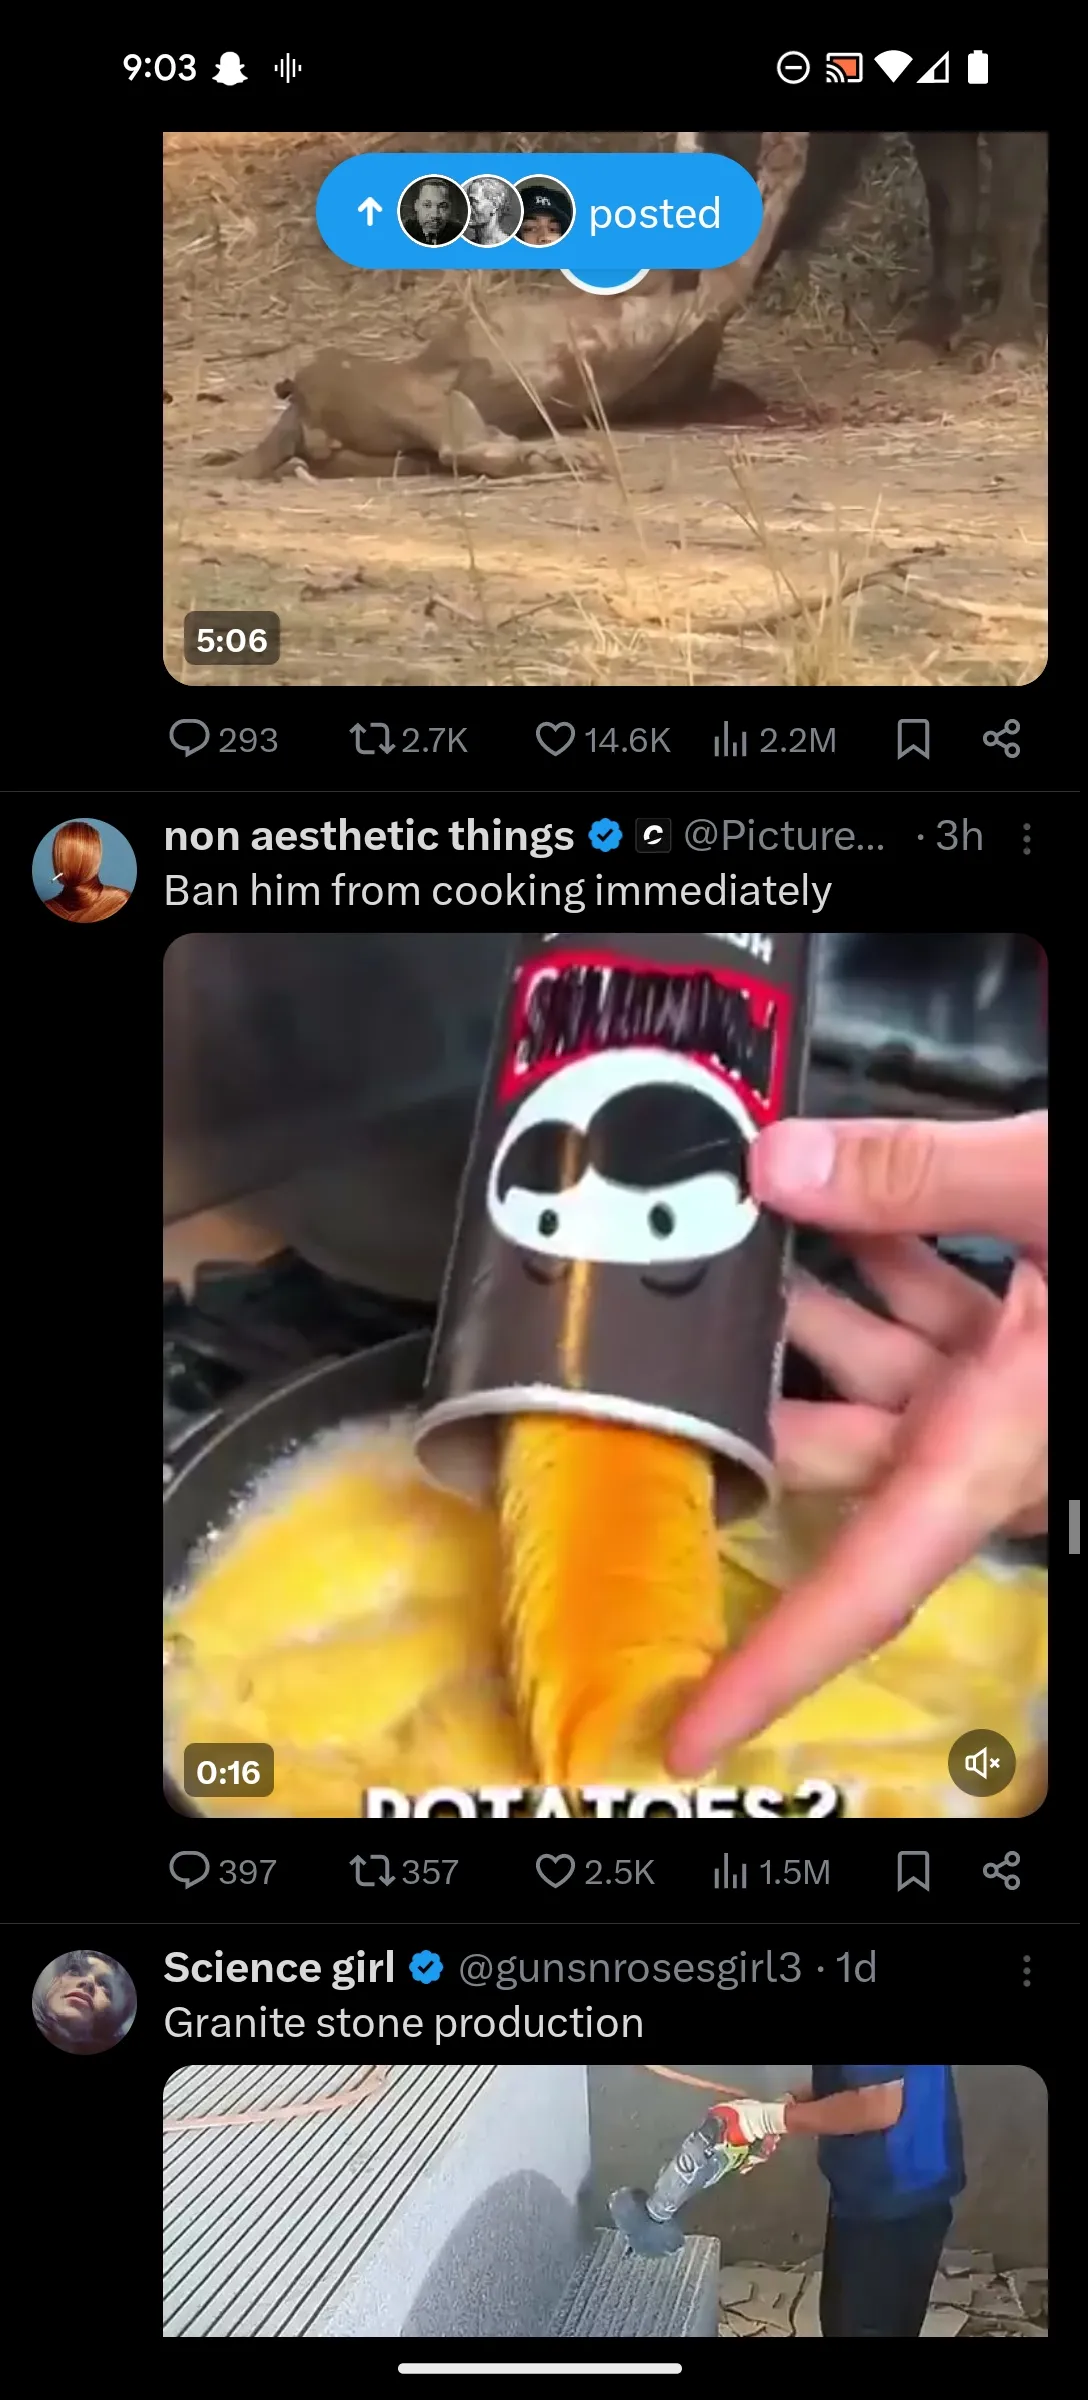 9:03
posted
5:06
293 2.7K 14.6K 2.2M
non aesthetic things @Picture... · 3h
Ban him from cooking immediately
0:16
POTATOES?
397 357 2.5K 1.5M
Science girl @gunsnrosesgirl3 · 1d
Granite stone production